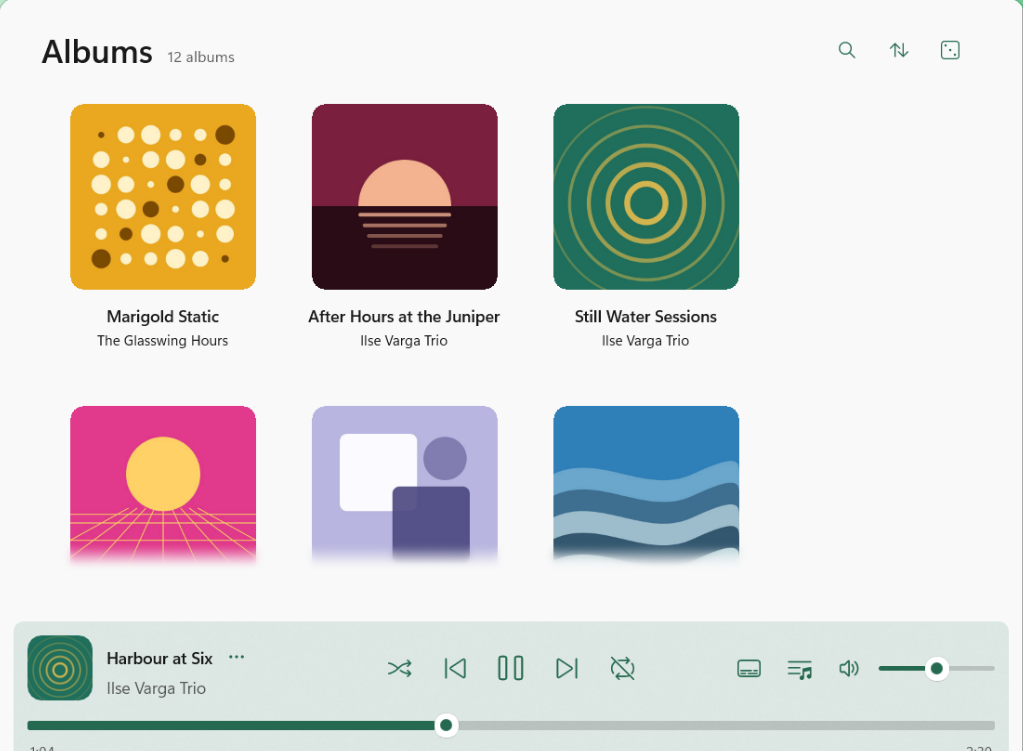 Albums
12 albums
Marigold Static
The Glasswing Hours
After Hours at the Juniper
Ilse Varga Trio
Still Water Sessions
Ilse Varga Trio
Harbour at Six
Ilse Varga Trio